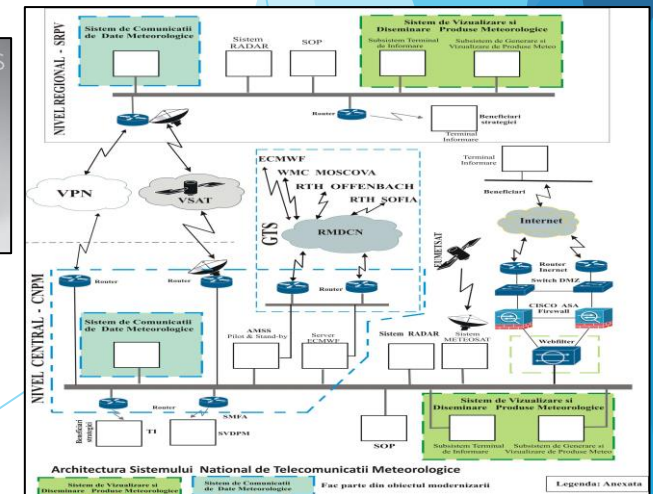 NIVEL REGIONAL - SRPV
Sistem de Comunicatii
de Date Meteorologice
Sistem
RADAR
SOP
Sistem de Vizualizare si
Diseminare Produse Meteorologice
Subsistem Terminal
de Informare
Subsistem de Generare si
Vizualizare de Produse Meteo
Router
Router
Beneficiari
strategici
Terminal
Informare
VPN
VSAT
ECMWF
WMC MOSCOVA
RTH OFFENBACH
RTH SOFIA
GTS
RMDCN
EUMETSAT
Terminal
Informare
Beneficiari
Internet
Router
Inernet
Switch DMZ
CISCO ASA
Firewall
Webfilter
NIVEL CENTRAL - CNPM
Router
Router
Router
Sistem de Comunicatii
de Date Meteorologice
AMSS
Pilot & Stand-by
Server
ECMWF
Sistem RADAR
Sistem
METEOSAT
Router
Beneficiari
strategici
TI
SMFA
SVDPM
SOP
Sistem de Vizualizare si
Diseminare Produse Meteorologice
Subsistem Terminal
de Informare
Subsistem de Generare si
Vizualizare de Produse Meteo
Architectura Sistemului National de Telecomunicatii Meteorologice
Sistem de Vizualizare si
Diseminare Produse Meteorologice
Sistem de Comunicatii
de Date Meteorologice
Fac parte din obiectul modernizarii
Legenda: Anexata